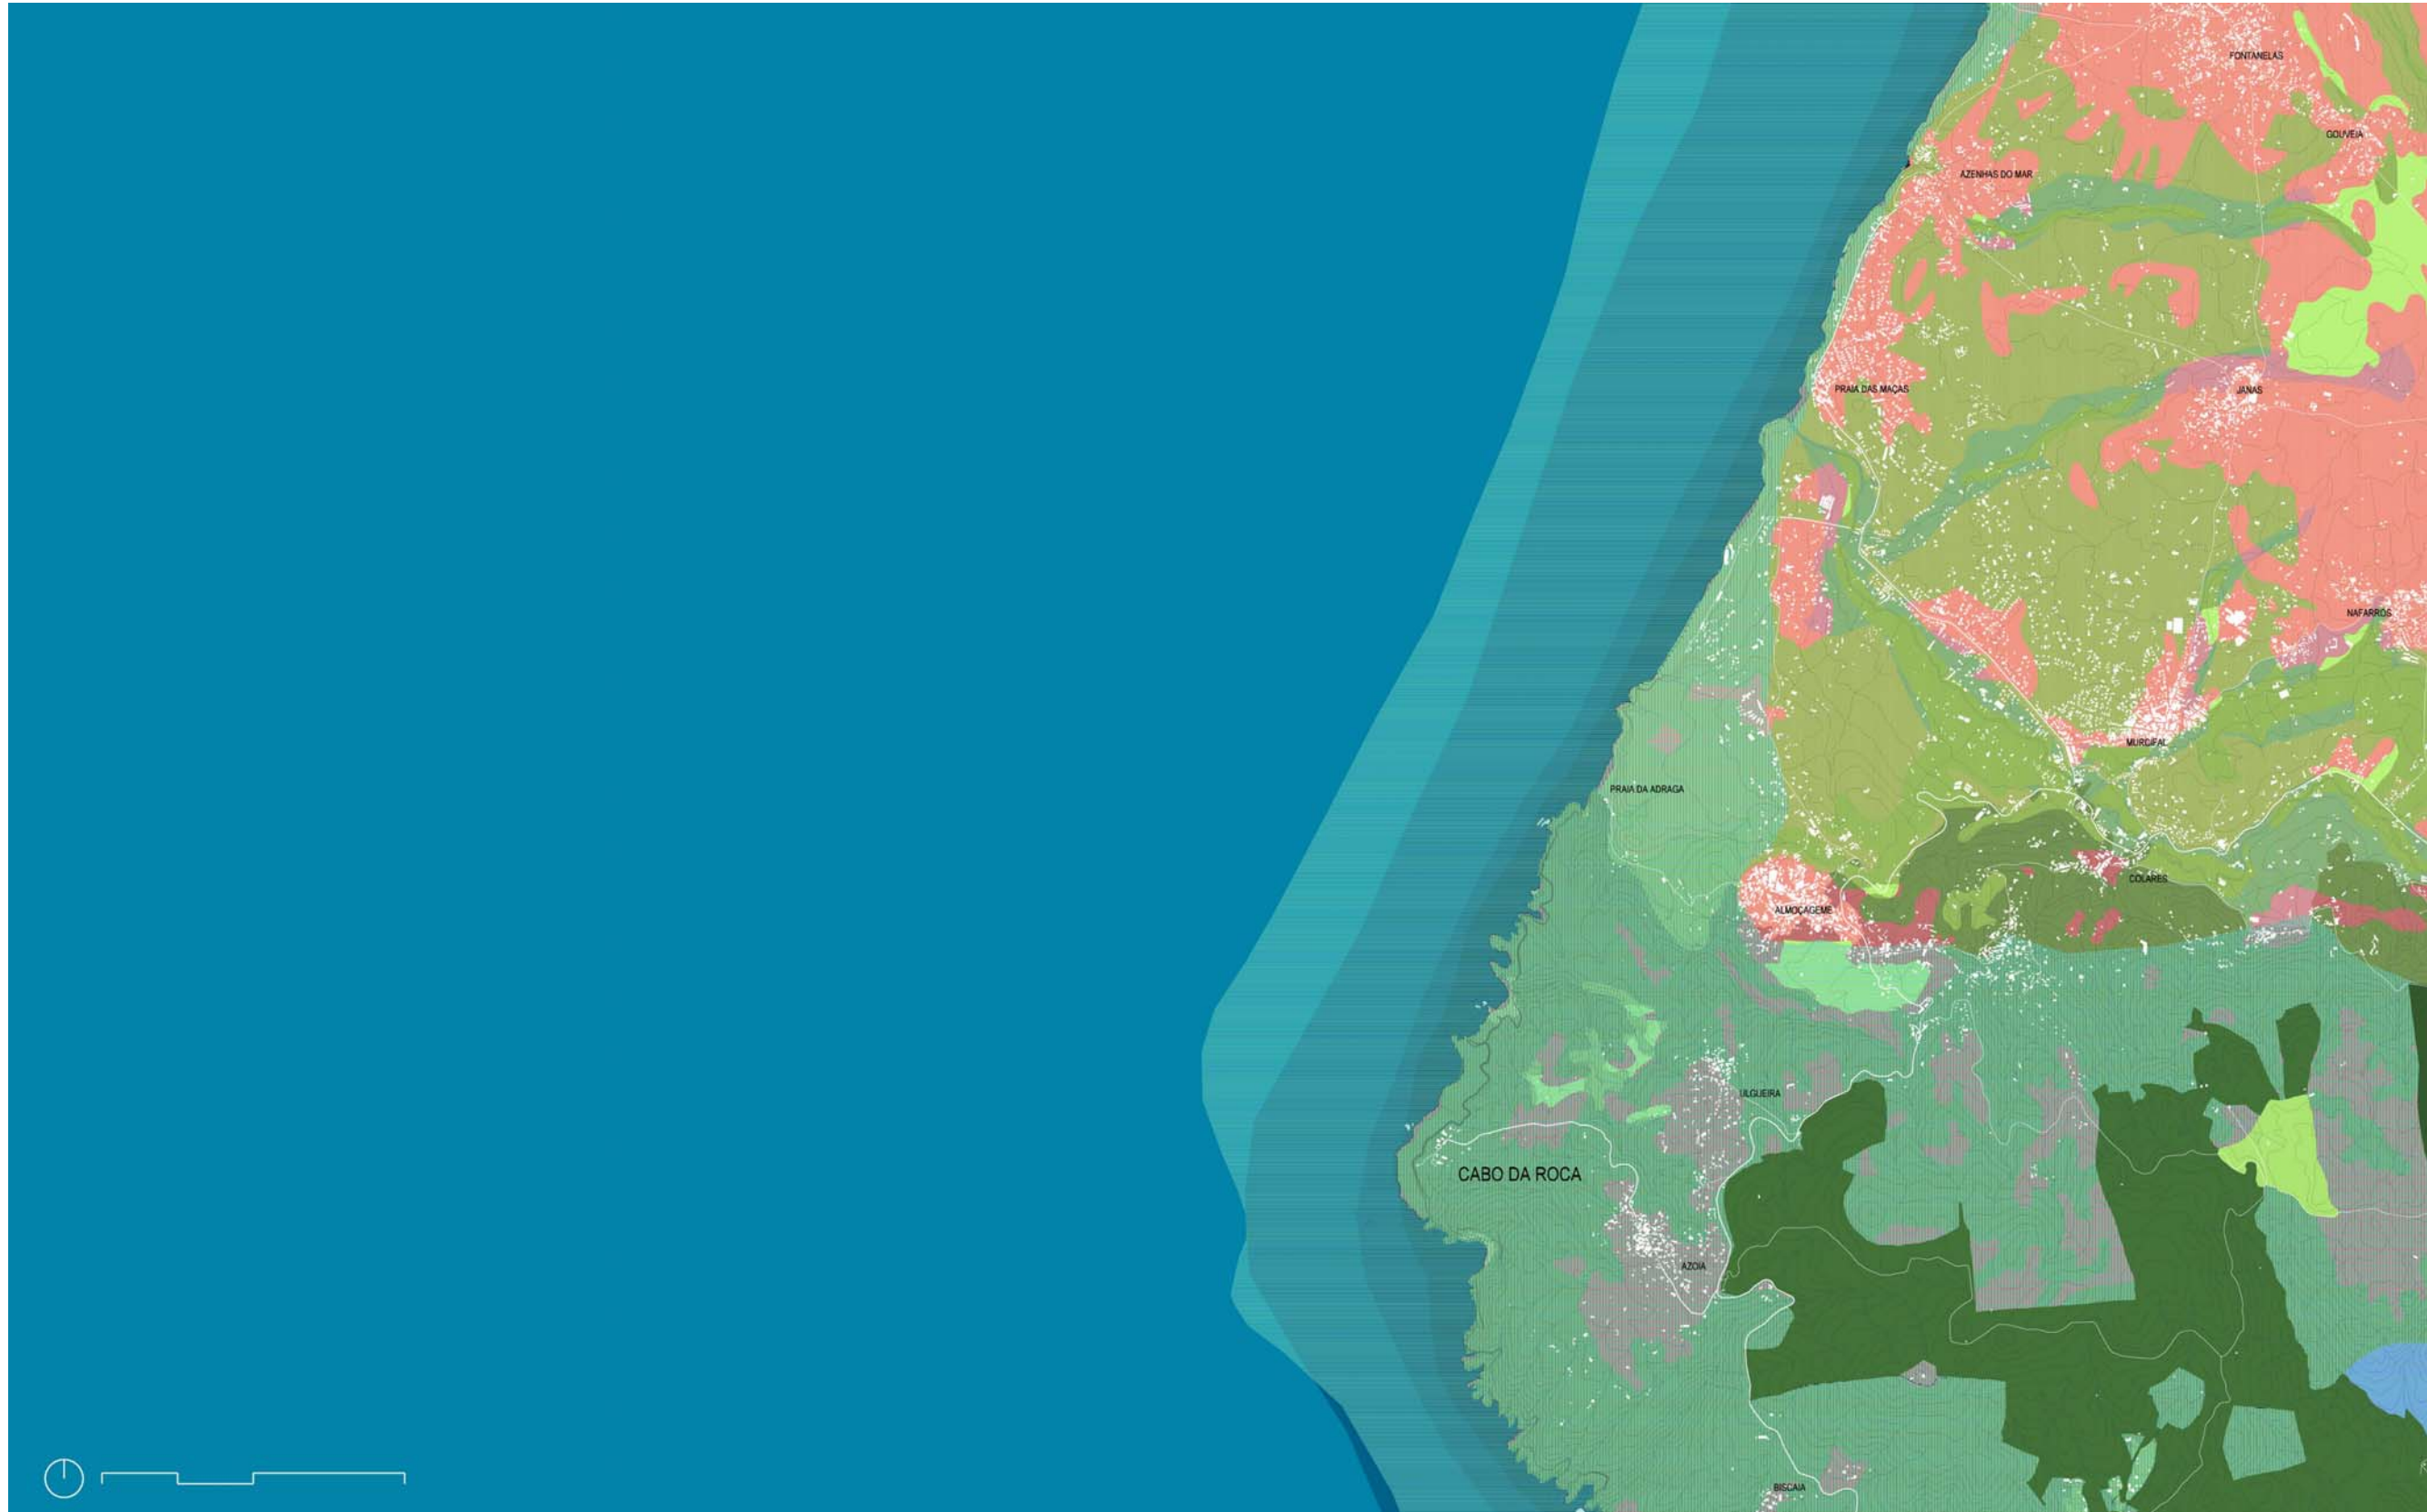 FONTANELAS
GOUVEIA
AZENHAS DO MAR
PRAIA DAS MAÇAS
JANAS
NAFARROS
MURDIFAL
PRAIA DA ADRAGA
COLARES
ALMOÇAGEME
ULGUEIRA
CABO DA ROCA
AZOIA
BISCAIA